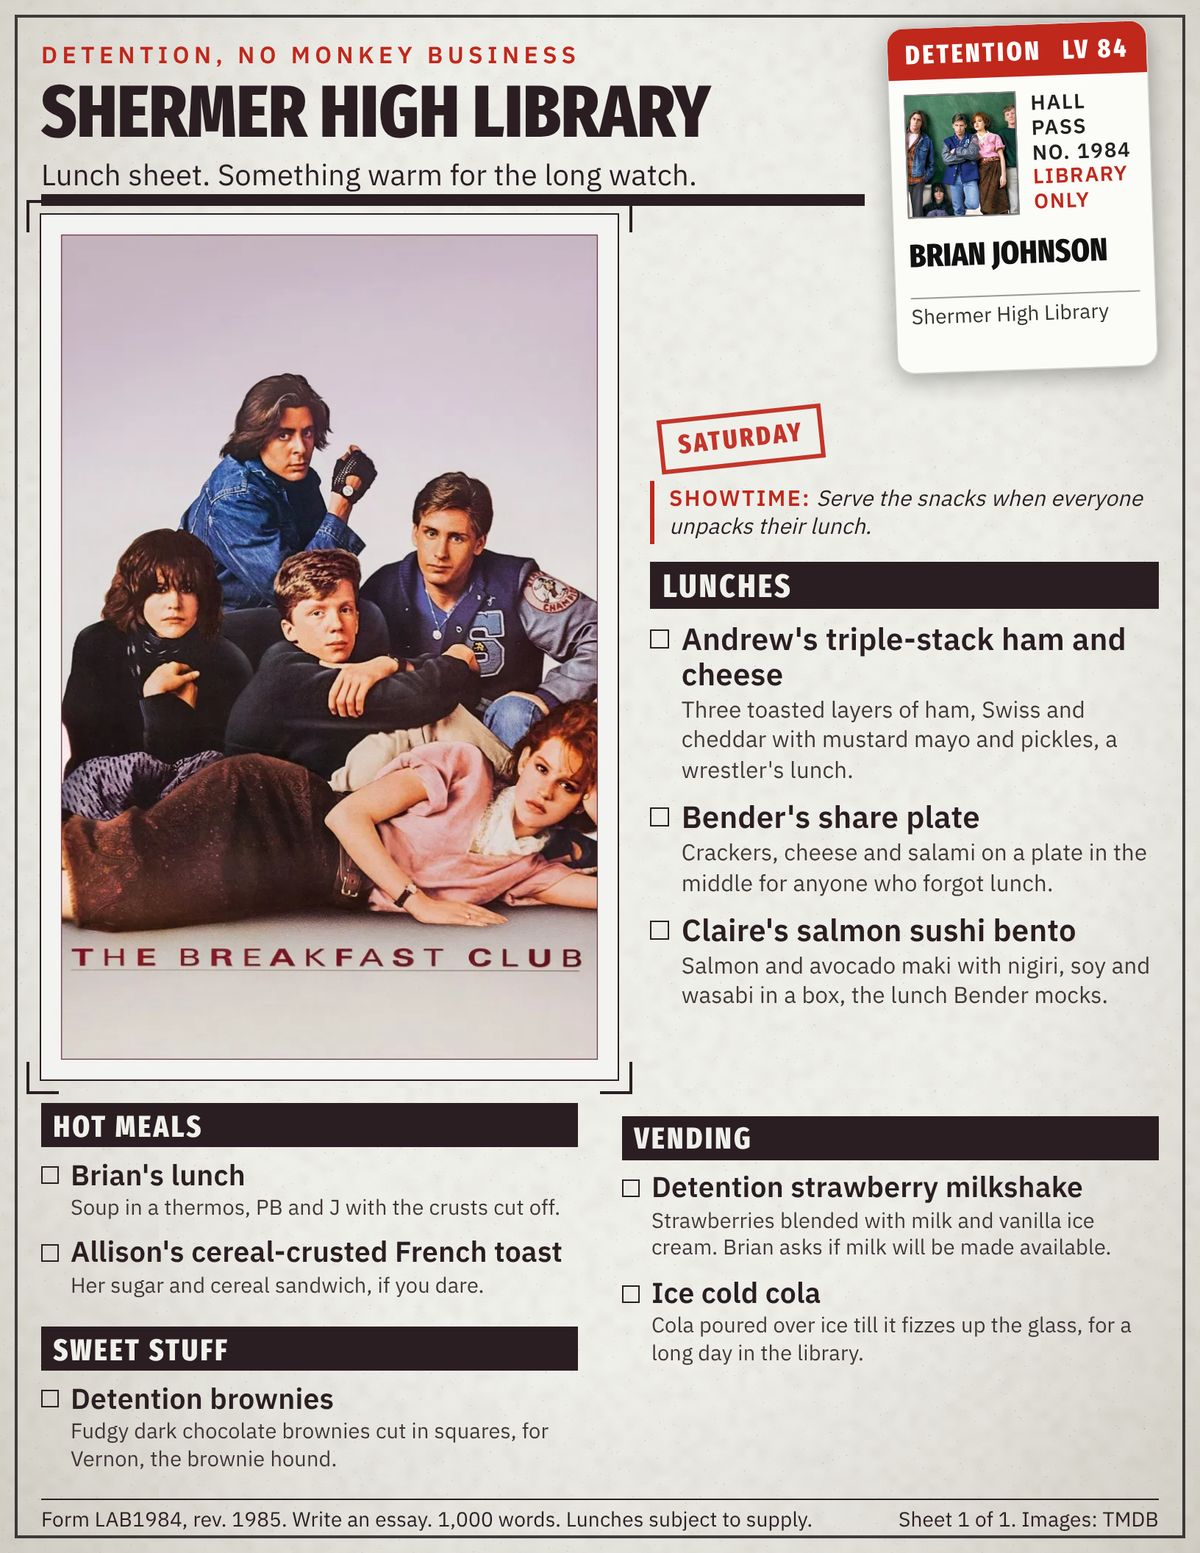 DETENTION, NO MONKEY BUSINESS
SHERMER HIGH LIBRARY
Lunch sheet. Something warm for the long watch.
DETENTION LV 84
HALL
PASS
NO. 1984
LIBRARY
ONLY
BRIAN JOHNSON
Shermer High Library
S
CHAMP
THE BREAKFAST CLUB
SATURDAY
SHOWTIME: Serve the snacks when everyone
unpacks their lunch.
LUNCHES
Andrew's triple-stack ham and
cheese
Three toasted layers of ham, Swiss and
cheddar with mustard mayo and pickles, a
wrestler's lunch.
Bender's share plate
Crackers, cheese and salami on a plate in the
middle for anyone who forgot lunch.
Claire's salmon sushi bento
Salmon and avocado maki with nigiri, soy and
wasabi in a box, the lunch Bender mocks.
HOT MEALS
Brian's lunch
Soup in a thermos, PB and J with the crusts cut off.
Allison's cereal-crusted French toast
Her sugar and cereal sandwich, if you dare.
SWEET STUFF
Detention brownies
Fudgy dark chocolate brownies cut in squares, for
Vernon, the brownie hound.
VENDING
Detention strawberry milkshake
Strawberries blended with milk and vanilla ice
cream. Brian asks if milk will be made available.
Ice cold cola
Cola poured over ice till it fizzes up the glass, for a
long day in the library.
Form LAB1984, rev. 1985. Write an essay. 1,000 words. Lunches subject to supply.
Sheet 1 of 1. Images: TMDB